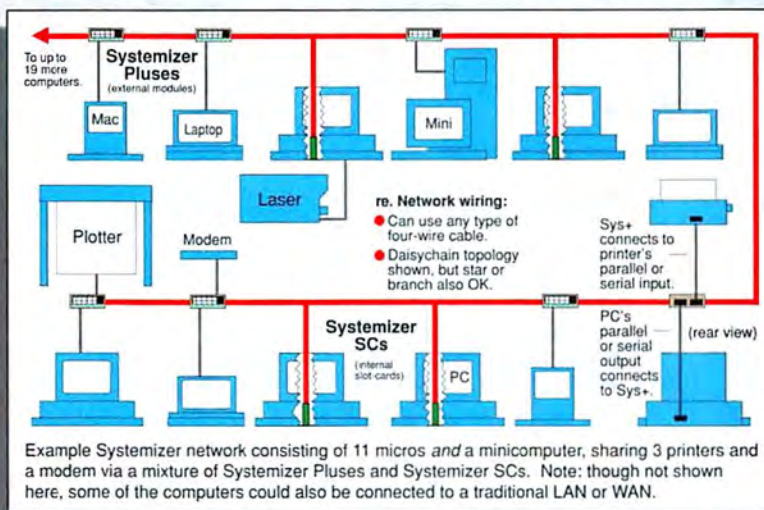 To up to
19 more
computers.
Systemizer
Pluses
(external modules)
Mac
Laptop
Mini
Laser
Plotter
Modem
re. Network wiring:
Can use any type of
four-wire cable.
Daisychain topology
shown, but star or
branch also OK.
Sys+
connects to
printer's
parallel or
serial input.
Systemizer
SCs
(internal
slot-cards)
PC
PC's
parallel
or serial
output
connects
to Sys+.
(rear view)
Example Systemizer network consisting of 11 micros and a minicomputer, sharing 3 printers and
a modem via a mixture of Systemizer Pluses and Systemizer SCs. Note: though not shown
here, some of the computers could also be connected to a traditional LAN or WAN.